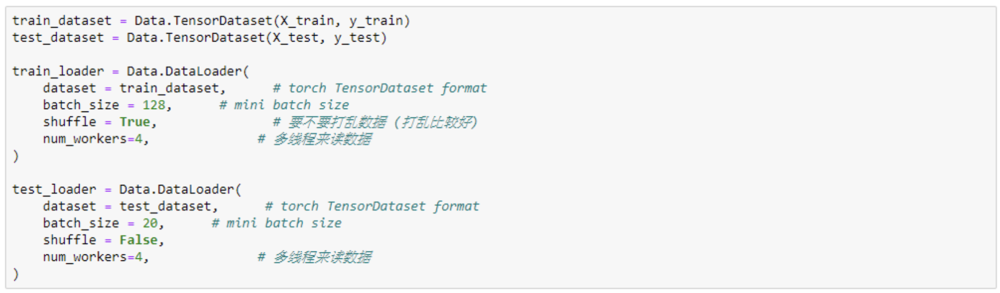 train_dataset = Data.TensorDataset(X_train, y_train)
test_dataset = Data.TensorDataset(X_test, y_test)
train_loader = Data.DataLoader(
    dataset = train_dataset,      # torch TensorDataset format
    batch_size = 128,      # mini batch size
    shuffle = True,               # 要不要打乱数据 (打乱比较好)
    num_workers=4,              # 多线程来读数据
)
test_loader = Data.DataLoader(
    dataset = test_dataset,      # torch TensorDataset format
    batch_size = 20,      # mini batch size
    shuffle = False,
    num_workers=4,              # 多线程来读数据
)